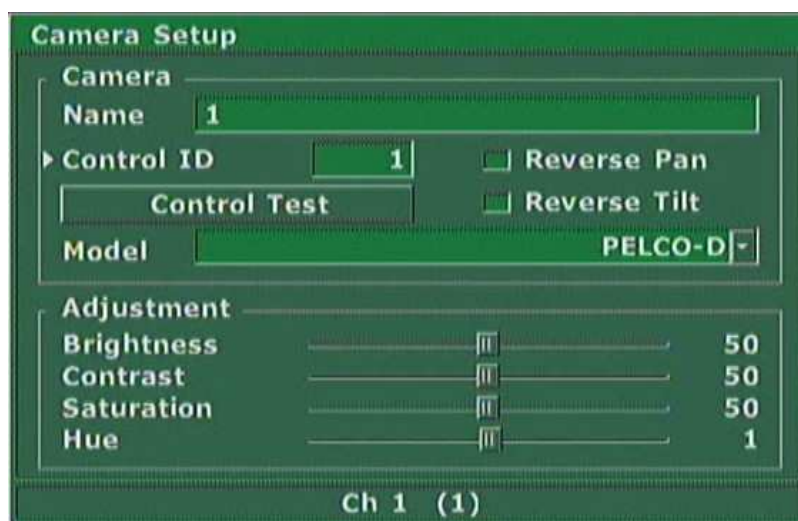 Camera Setup
Camera
Name 1
Control ID 1 Reverse Pan
Control Test Reverse Tilt
Model PELCO-D
Adjustment
Brightness 50
Contrast 50
Saturation 50
Hue 1
Ch 1 (1)